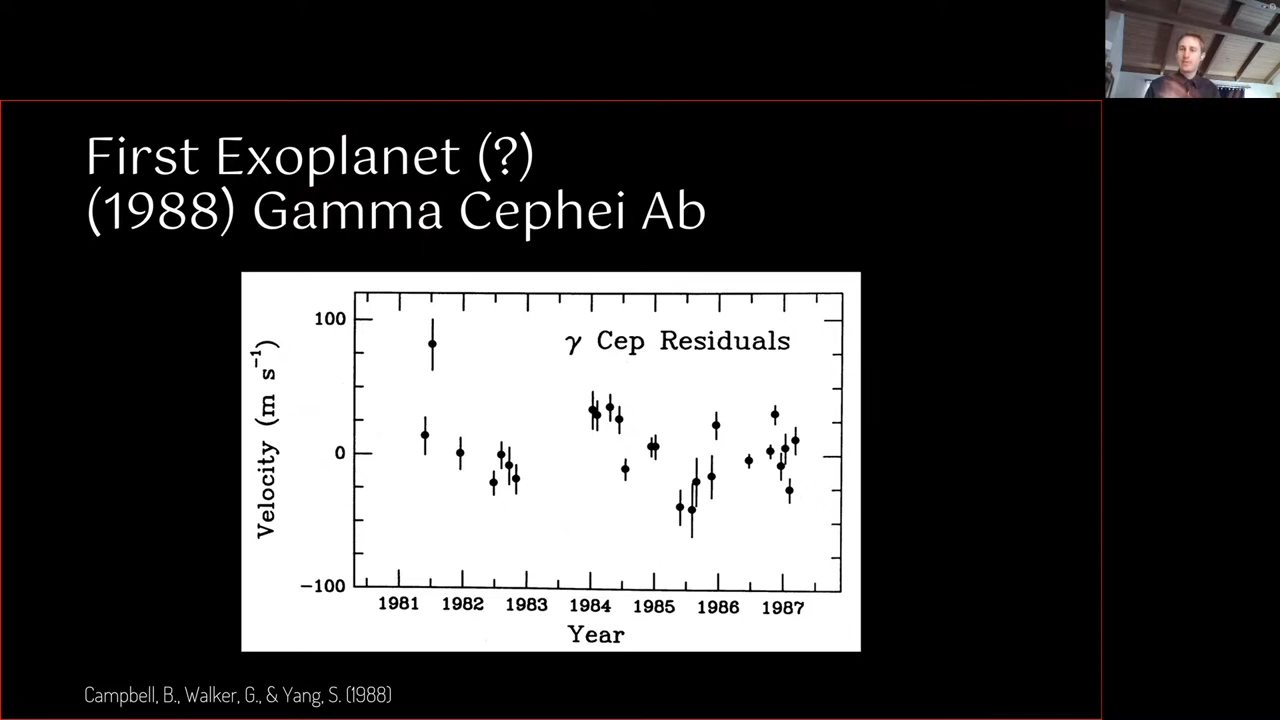 First Exoplanet (?)
(1988) Gamma Cephei Ab
γ Cep Residuals
100
0
−100
Velocity (m s⁻¹)
1981 1982 1983 1984 1985 1986 1987
Year
Campbell, B., Walker, G., & Yang, S. (1988)